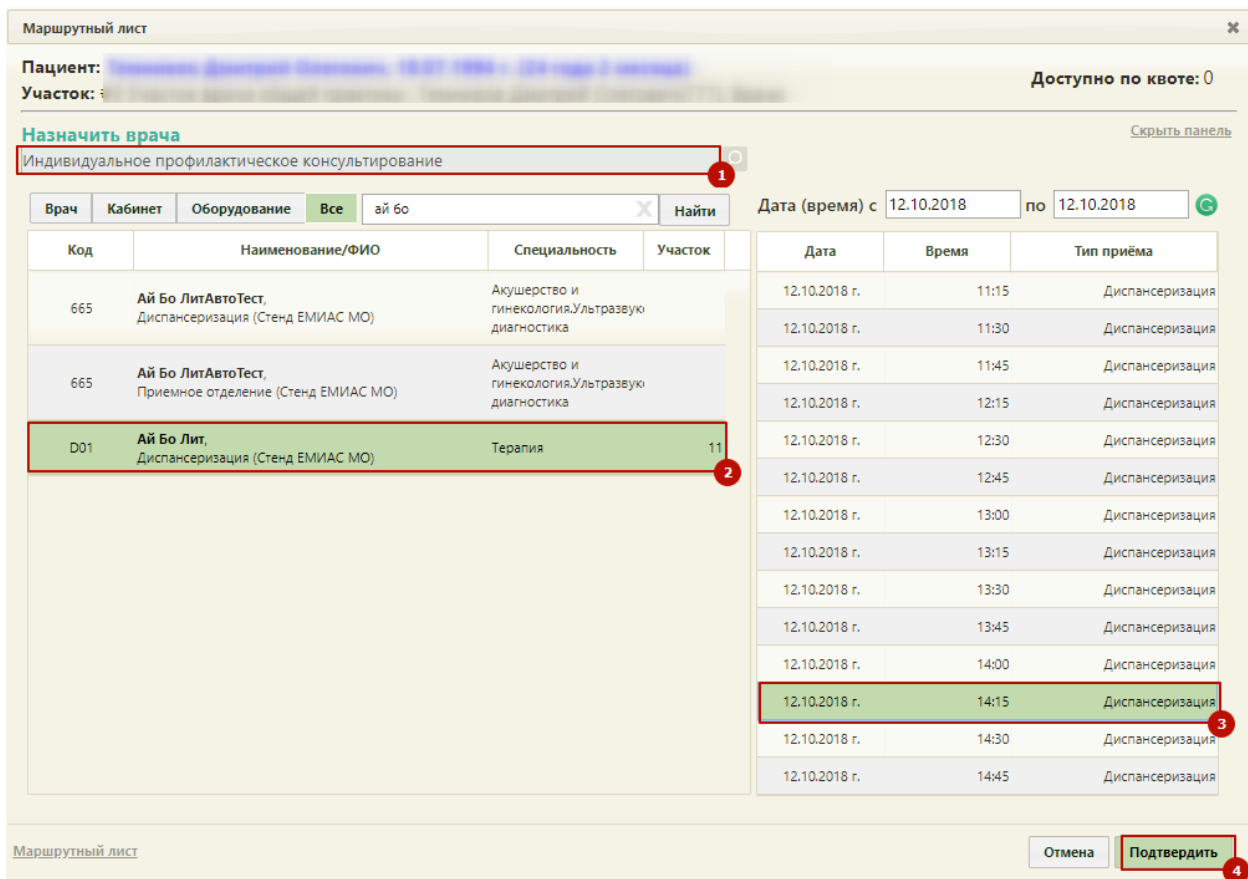 Маршрутный лист
Пациент:
Участок:
Доступно по квоте: 0
Назначить врача
Скрыть панель
Индивидуальное профилактическое консультирование
1
Врач Кабинет Оборудование Все ай бо X Найти
Дата (время) с 12.10.2018 по 12.10.2018
Код Наименование/ФИО Специальность Участок
665
Ай Бо ЛитАвтоТест,
Диспансеризация (Стенд ЕМИАС МО)
Акушерство и
гинекология.Ультразвук
диагностика
665
Ай Бо ЛитАвтоТест,
Приемное отделение (Стенд ЕМИАС МО)
Акушерство и
гинекология.Ультразвук
диагностика
D01
Ай Бо Лит,
Диспансеризация (Стенд ЕМИАС МО)
Терапия
11
2
Дата Время Тип приёма
12.10.2018 г. 11:15 Диспансеризация
12.10.2018 г. 11:30 Диспансеризация
12.10.2018 г. 11:45 Диспансеризация
12.10.2018 г. 12:15 Диспансеризация
12.10.2018 г. 12:30 Диспансеризация
12.10.2018 г. 12:45 Диспансеризация
12.10.2018 г. 13:00 Диспансеризация
12.10.2018 г. 13:15 Диспансеризация
12.10.2018 г. 13:30 Диспансеризация
12.10.2018 г. 13:45 Диспансеризация
12.10.2018 г. 14:00 Диспансеризация
12.10.2018 г. 14:15 Диспансеризация
3
12.10.2018 г. 14:30 Диспансеризация
12.10.2018 г. 14:45 Диспансеризация
Маршрутный лист
Отмена Подтвердить
4